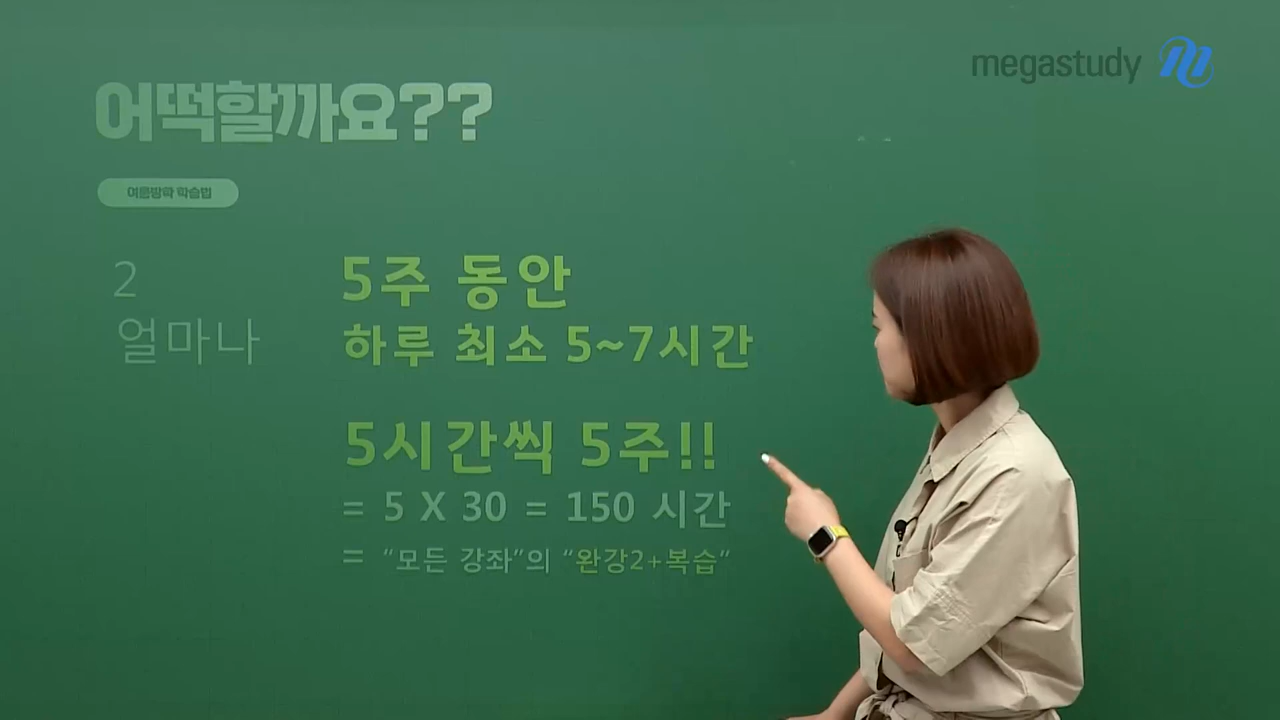 megastudy
어떡할까요??
여름방학 학습법
2
얼마나
5주 동안
하루 최소 5~7시간
5시간씩 5주!!
= 5 X 30 = 150 시간
= “모든 강좌”의 “완강2+복습”